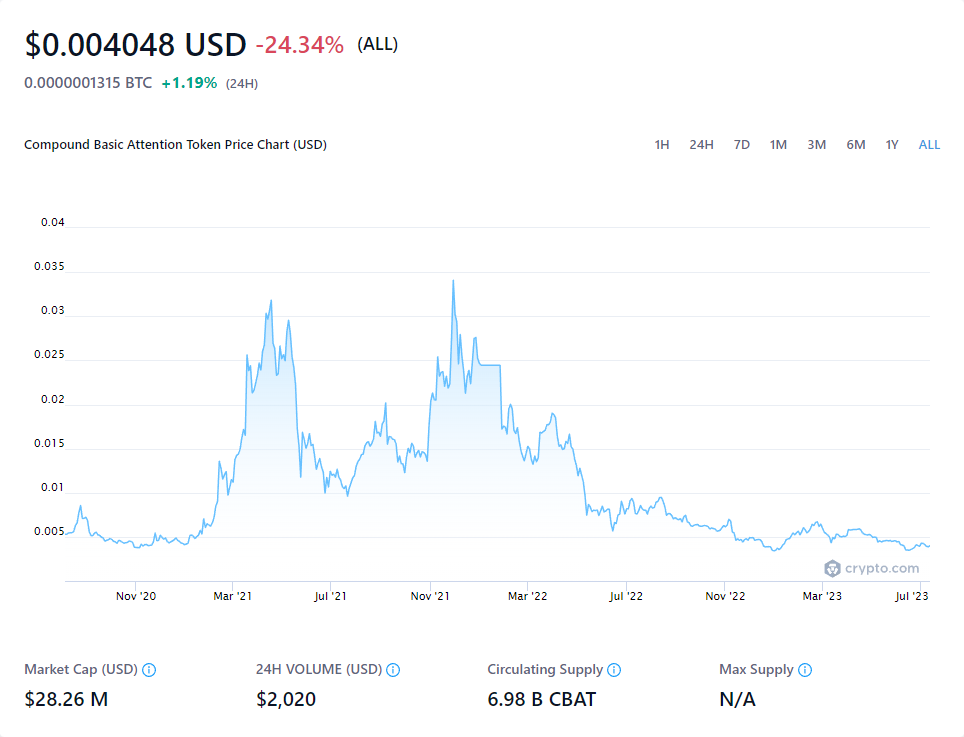 $0.004048 USD -24.34% (ALL)
0.0000001315 BTC +1.19% (24H)
Compound Basic Attention Token Price Chart (USD) 1H 24H 7D 1M 3M 6M 1Y ALL
0.04
0.035
0.03
0.025
0.02
0.015
0.01
0.005
crypto.com
Nov '20 Mar '21 Jul '21 Nov '21 Mar '22 Jul '22 Nov '22 Mar '23 Jul '23
Market Cap (USD) 24H VOLUME (USD) Circulating Supply Max Supply
$28.26 M $2,020 6.98 B CBAT N/A